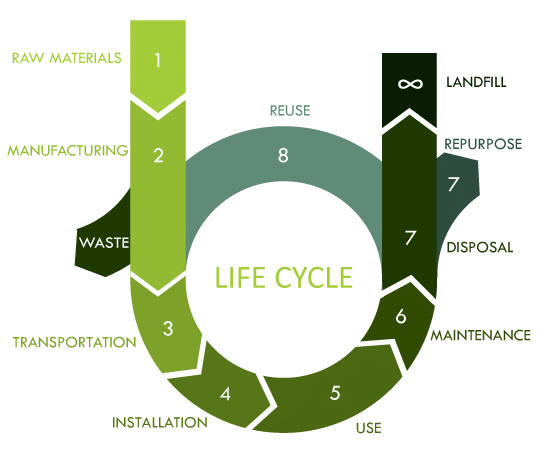 RAW MATERIALS
1
∞
LANDFILL
REUSE
REPURPOSE
MANUFACTURING
2
8
7
WASTE
7
DISPOSAL
LIFE CYCLE
3
6
TRANSPORTATION
MAINTENANCE
4
5
INSTALLATION
USE